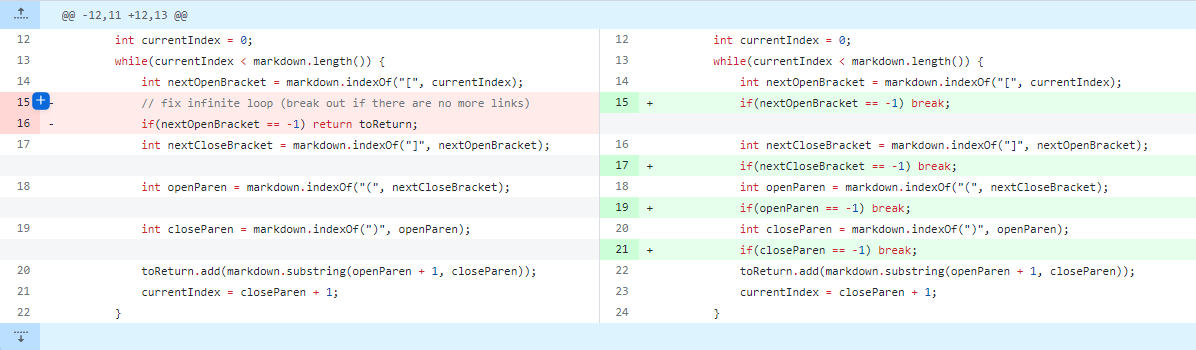 @@ -12,11 +12,13 @@
12 int currentIndex = 0;
13 while(currentIndex < markdown.length()) {
14 int nextOpenBracket = markdown.indexOf("[", currentIndex);
15 - // fix infinite loop (break out if there are no more links)
16 - if(nextOpenBracket == -1) return toReturn;
17 int nextCloseBracket = markdown.indexOf("]", nextOpenBracket);
18 int openParen = markdown.indexOf("(", nextCloseBracket);
19 int closeParen = markdown.indexOf(")", openParen);
20 toReturn.add(markdown.substring(openParen + 1, closeParen));
21 currentIndex = closeParen + 1;
22 }
12 int currentIndex = 0;
13 while(currentIndex < markdown.length()) {
14 int nextOpenBracket = markdown.indexOf("[", currentIndex);
15 + if(nextOpenBracket == -1) break;
16 int nextCloseBracket = markdown.indexOf("]", nextOpenBracket);
17 + if(nextCloseBracket == -1) break;
18 int openParen = markdown.indexOf("(", nextCloseBracket);
19 + if(openParen == -1) break;
20 int closeParen = markdown.indexOf(")", openParen);
21 + if(closeParen == -1) break;
22 toReturn.add(markdown.substring(openParen + 1, closeParen));
23 currentIndex = closeParen + 1;
24 }